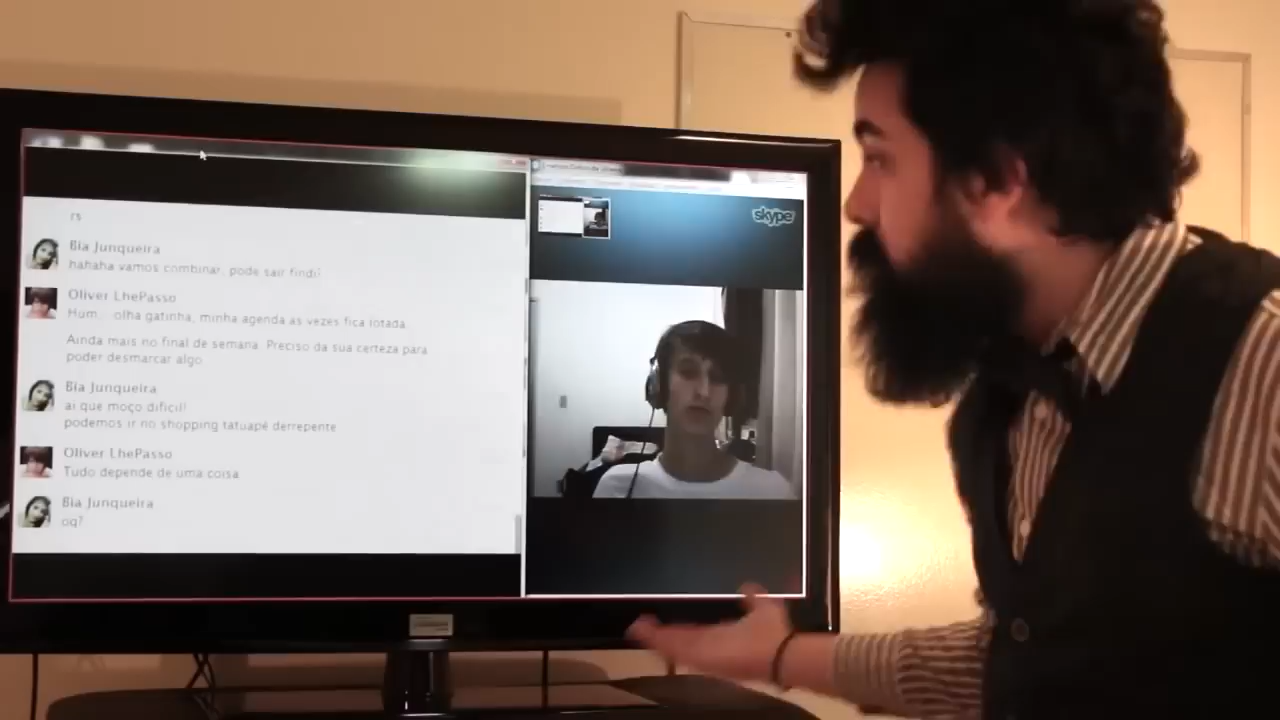 rs
Bia Junqueira
hahaha vamos combinar, pode sair findi?
Oliver LhePasso
Hum... olha gatinha, minha agenda as vezes fica lotada.
Ainda mais no final de semana. Preciso da sua certeza para
poder desmarcar algo
Bia Junqueira
ai que moço dificil!
podemos ir no shopping tatuapé derrepente
Oliver LhePasso
Tudo depende de uma coisa
Bia Junqueira
oq?
skype